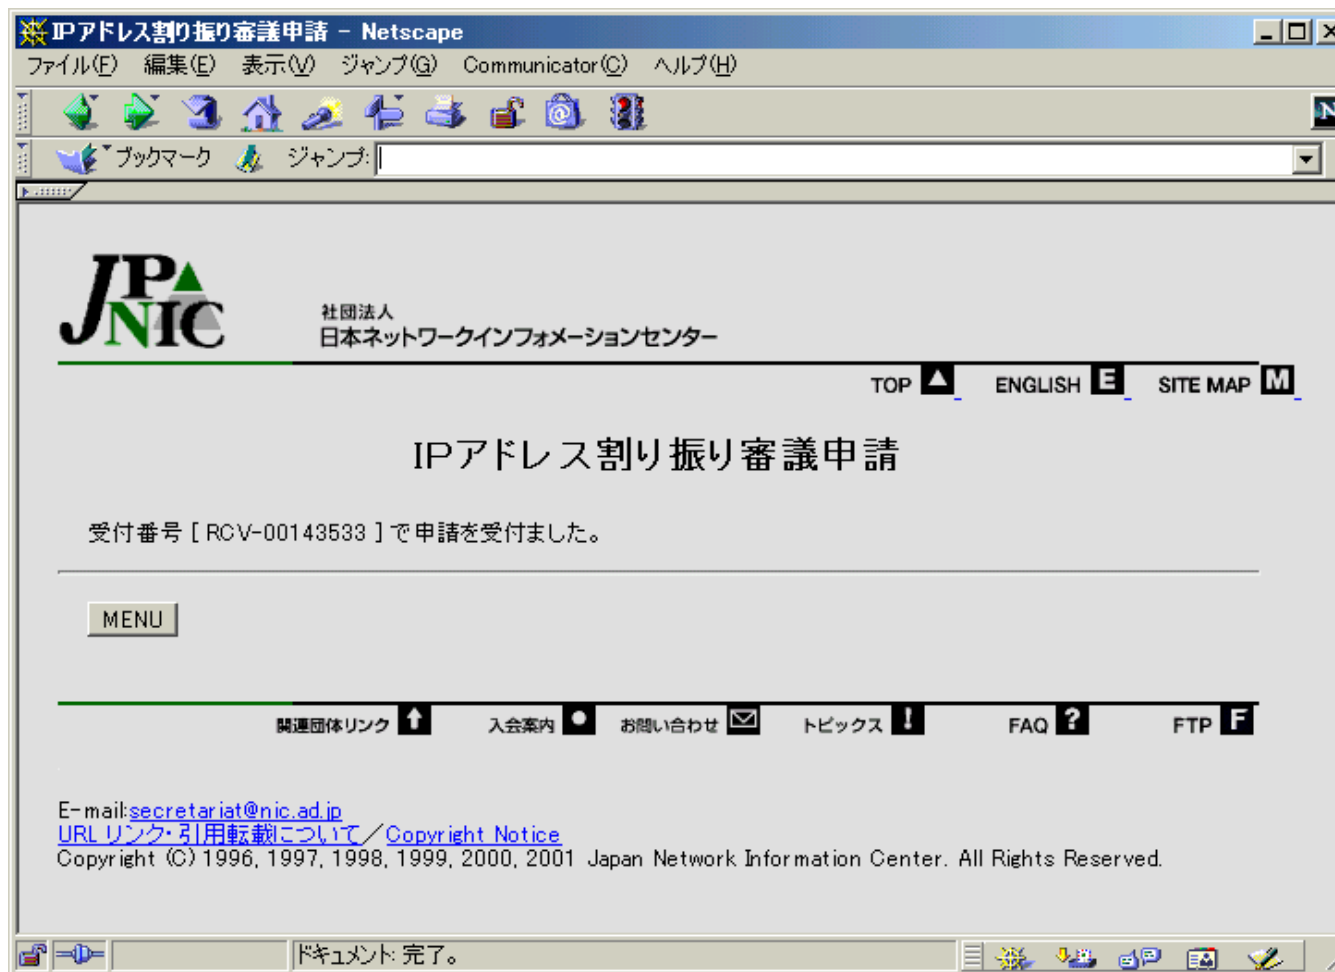 IPアドレス割り振り審議申請 - Netscape
ファイル(F) 編集(E) 表示(V) ジャンプ(G) Communicator(C) ヘルプ(H)
ブックマーク ジャンプ:
JPNIC
社団法人
日本ネットワークインフォメーションセンター
TOP ENGLISH E SITE MAP M
IPアドレス割り振り審議申請
受付番号 [ RCV-00143533 ] で申請を受付ました。
MENU
関連団体リンク 入会案内 お問い合わせ トピックス ! FAQ ? FTP F
E-mail:secretariat@nic.ad.jp
URL リンク・引用転載について／Copyright Notice
Copyright (C) 1996, 1997, 1998, 1999, 2000, 2001 Japan Network Information Center. All Rights Reserved.
ドキュメント: 完了。